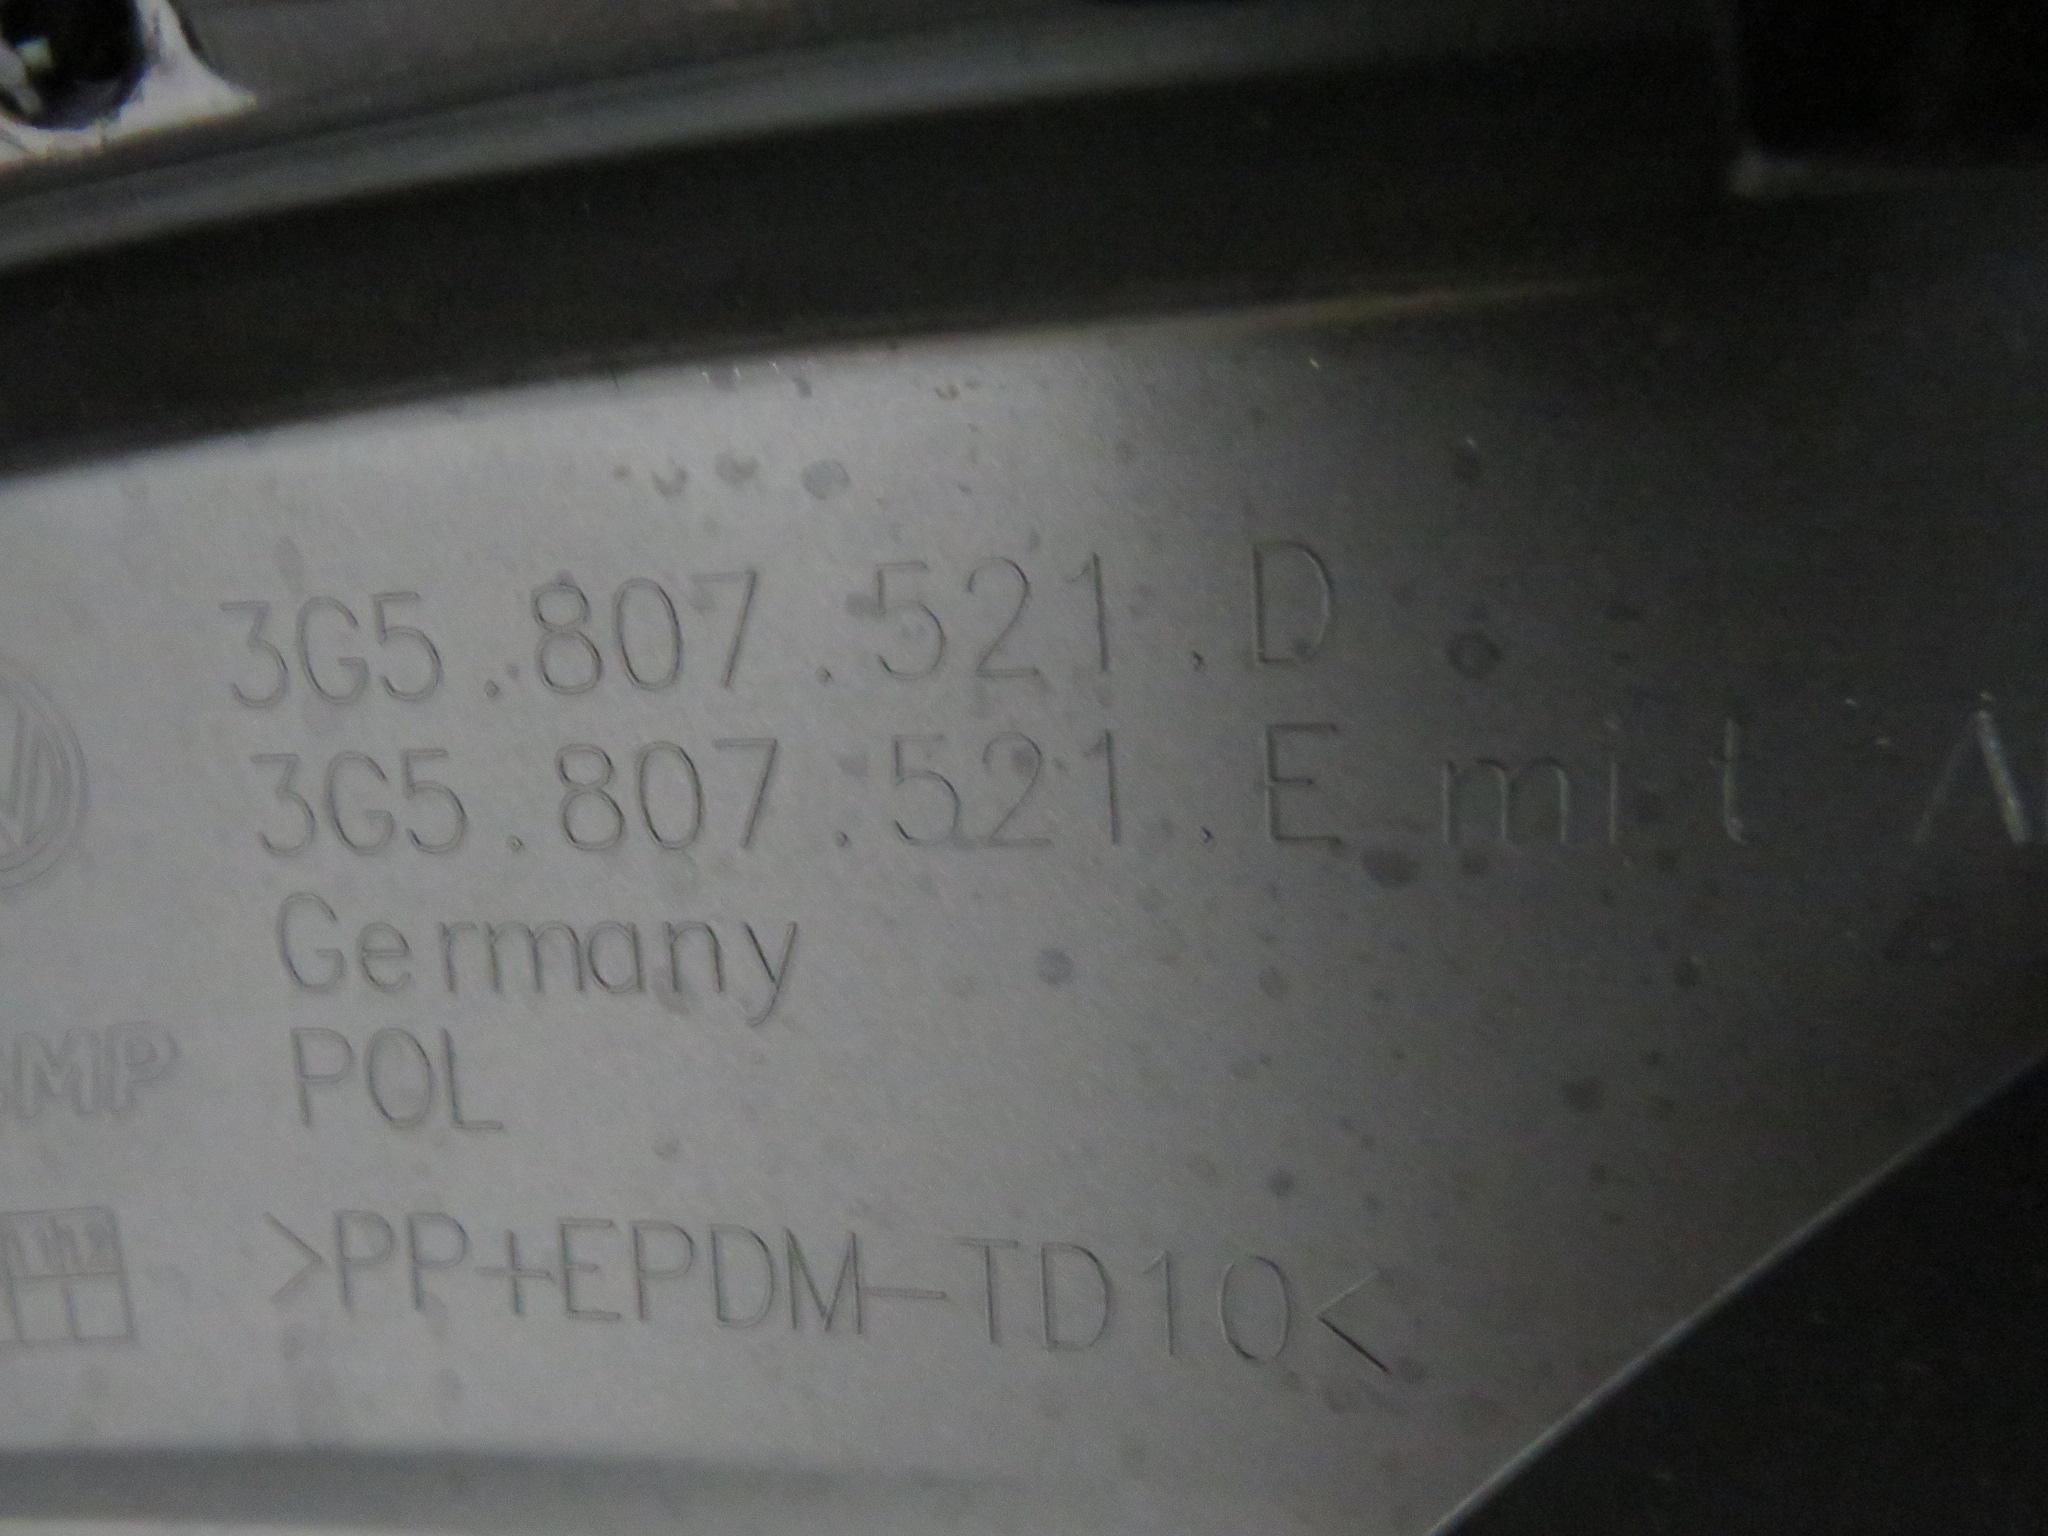 3G5.807.521.D
3G5.807.521.E mit
Germany
POL
>PP+EPDM-TD10<